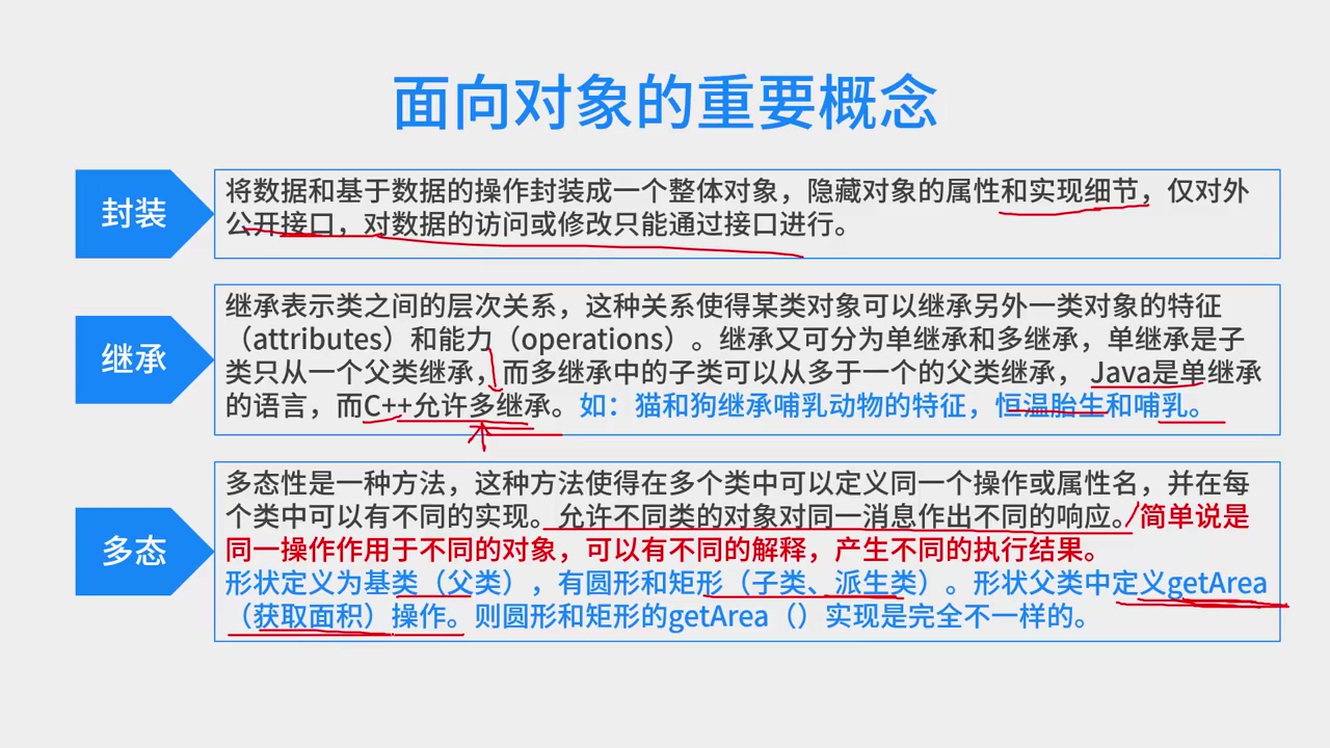 面向对象的重要概念
封装
将数据和基于数据的操作封装成一个整体对象，隐藏对象的属性和实现细节，仅对外
公开接口，对数据的访问或修改只能通过接口进行。
继承
继承表示类之间的层次关系，这种关系使得某类对象可以继承另外一类对象的特征
（attributes）和能力（operations）。继承又可分为单继承和多继承，单继承是子
类只从一个父类继承，而多继承中的子类可以从多于一个的父类继承， Java是单继承
的语言，而C++允许多继承。如：猫和狗继承哺乳动物的特征，恒温胎生和哺乳。
多态
多态性是一种方法，这种方法使得在多个类中可以定义同一个操作或属性名，并在每
个类中可以有不同的实现。允许不同类的对象对同一消息作出不同的响应。简单说是
同一操作作用于不同的对象，可以有不同的解释，产生不同的执行结果。
形状定义为基类（父类），有圆形和矩形（子类、派生类）。形状父类中定义getArea
（获取面积）操作。则圆形和矩形的getArea（）实现是完全不一样的。